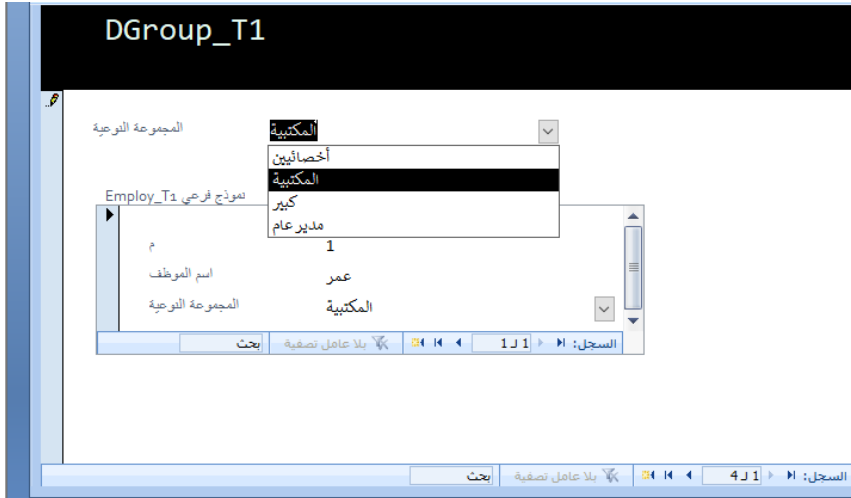 DGroup_T1
المجموعة النوعية
المكتبية
أخصائيين
المكتبية
كبير
مدير عام
نموذج فرعي Employ_T1
م
1
اسم الموظف
عمر
المجموعة النوعية
المكتبية
السجل: 1 لـ 1 بلا عامل تصفية بحث
السجل: 1 لـ 4 بلا عامل تصفية بحث